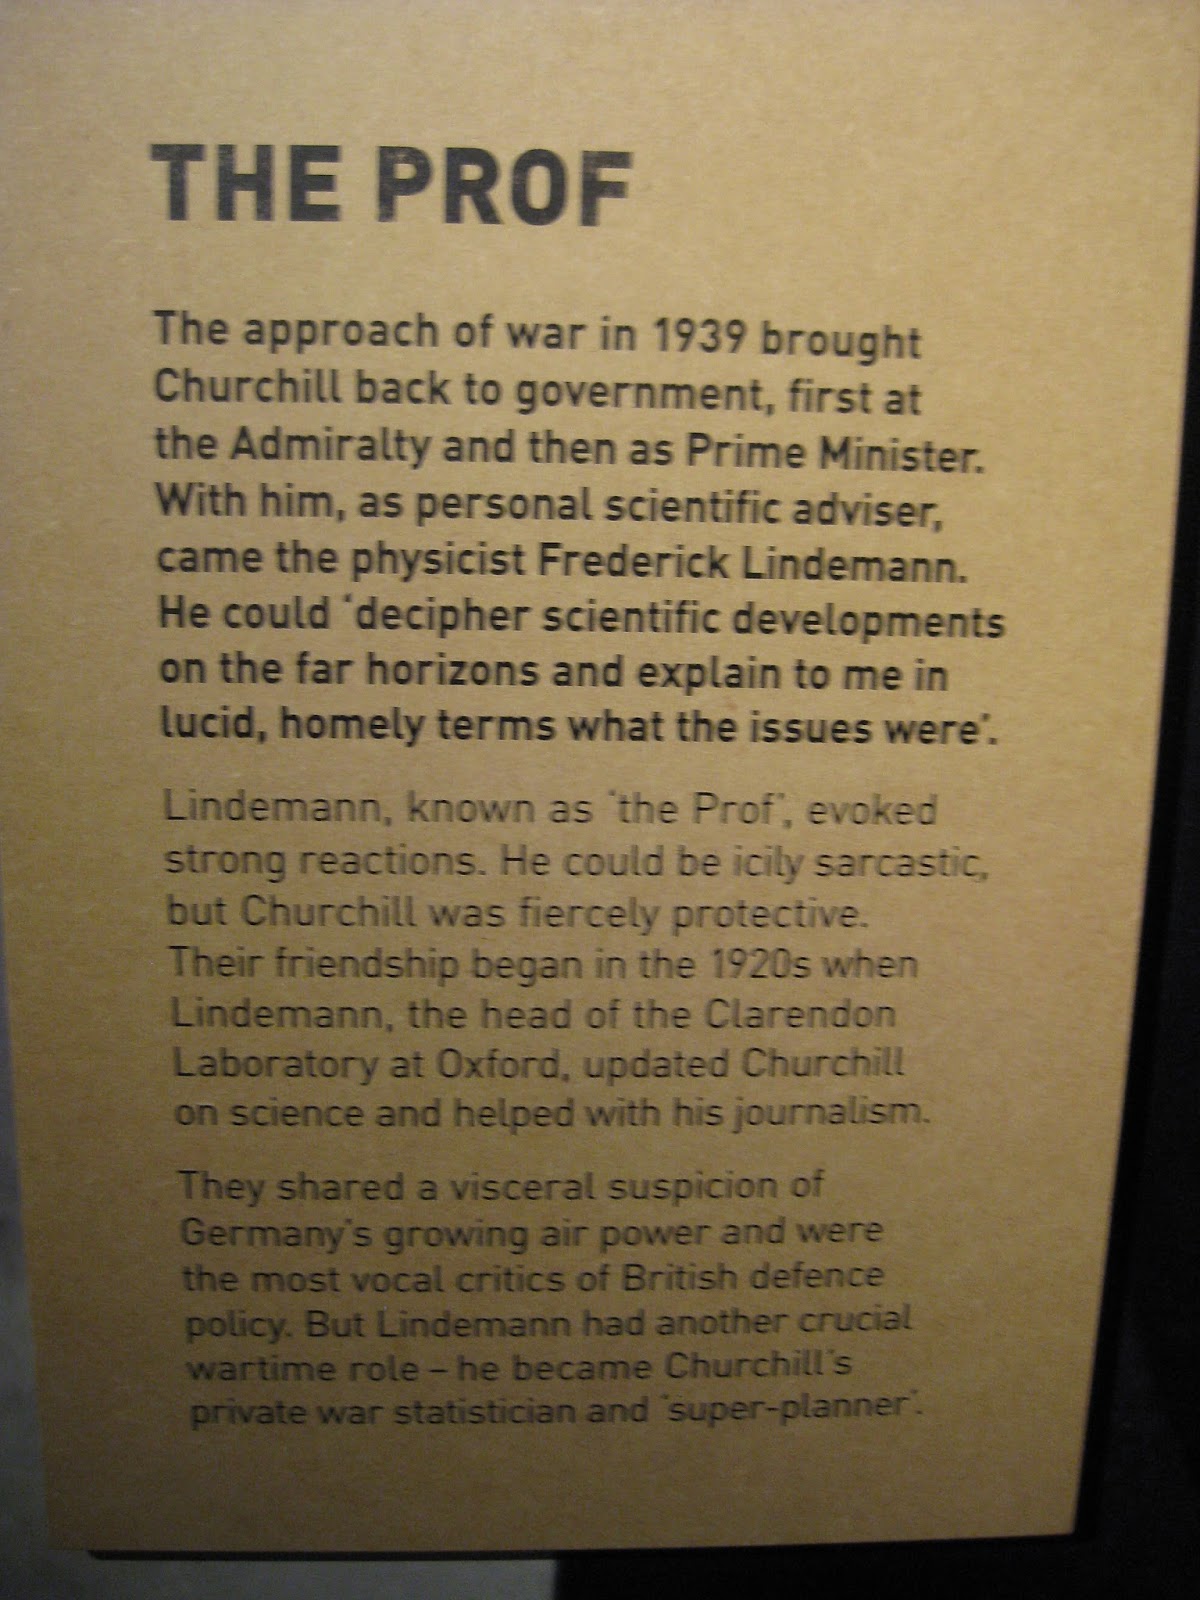 THE PROF
The approach of war in 1939 brought
Churchill back to government, first at
the Admiralty and then as Prime Minister.
With him, as personal scientific adviser,
came the physicist Frederick Lindemann.
He could ‘decipher scientific developments
on the far horizons and explain to me in
lucid, homely terms what the issues were’.
Lindemann, known as ‘the Prof’, evoked
strong reactions. He could be icily sarcastic,
but Churchill was fiercely protective.
Their friendship began in the 1920s when
Lindemann, the head of the Clarendon
Laboratory at Oxford, updated Churchill
on science and helped with his journalism.
They shared a visceral suspicion of
Germany’s growing air power and were
the most vocal critics of British defence
policy. But Lindemann had another crucial
wartime role – he became Churchill’s
private war statistician and ‘super-planner’.